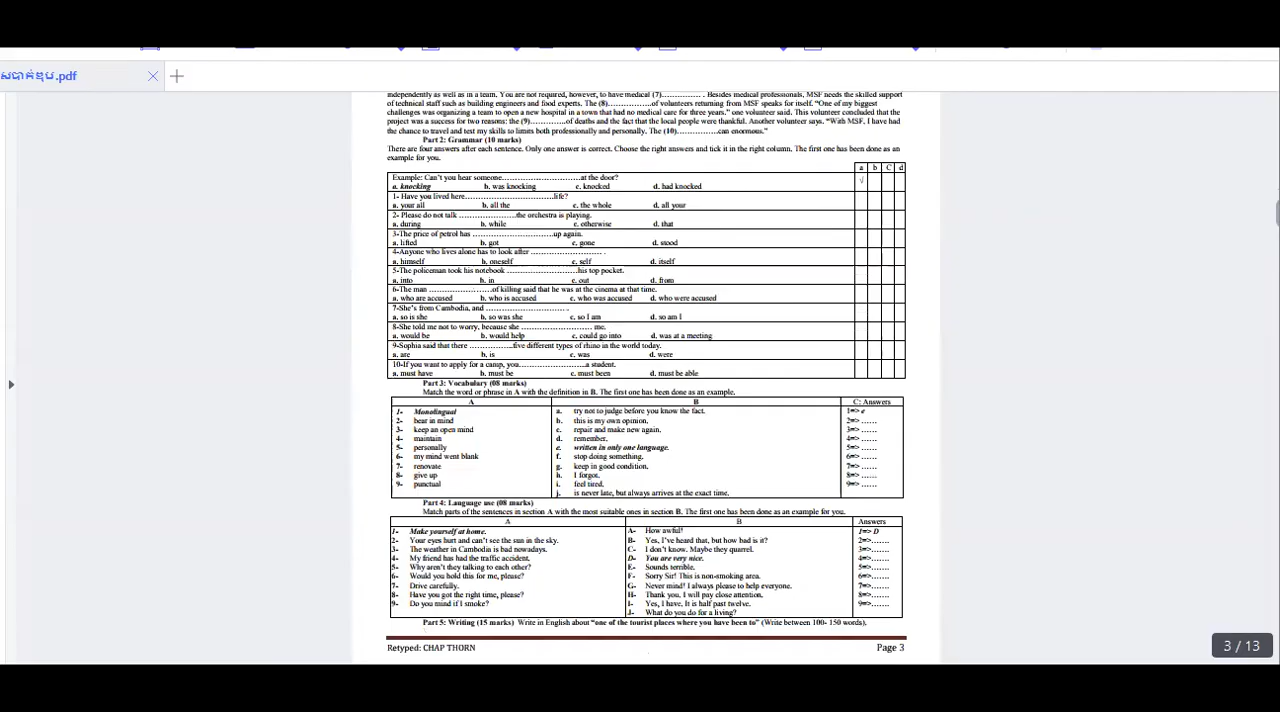 សបាក់ឌុប.pdf
independently as well as in a team. You are not required, however, to have medical (7)................ . Besides medical professionals, MSF needs the skilled support
of technical staff such as building engineers and food experts. The (8)................of volunteers returning from MSF speaks for itself. "One of my biggest
challenges was organizing a team to open a new hospital in a town that had no medical care for three years." one volunteer said. This volunteer concluded that the
project was a success for two reasons: the (9)...............of deaths and the fact that the local people were thankful. Another volunteer says. "With MSF, I have had
the chance to travel and test my skills to limits both professionally and personally. The (10)................can enormous."
Part 2: Grammar (10 marks)
There are four answers after each sentence. Only one answer is correct. Choose the right answers and tick it in the right column. The first one has been done as an
example for you.
a b C d
Example: Can't you hear someone..............................at the door? √
a. knocking b. was knocking c. knocked d. had knocked
1- Have you lived here.................................life?
a. your all b. all the c. the whole d. all your
2- Please do not talk ......................the orchestra is playing.
a. during b. while c. otherwise d. that
3-The price of petrol has ..............................up again.
a. lifted b. got c. gone d. stood
4-Anyone who lives alone has to look after ........................... .
a. himself b. oneself c. self d. itself
5-The policeman took his notebook ...........................his top pocket.
a. into b. in c. out d. from
6-The man ........................of killing said that he was at the cinema at that time.
a. who are accused b. who is accused c. who was accused d. who were accused
7-She's from Cambodia, and .............................. .
a. so is she b. so was she c. so I am d. so am I
8-She told me not to worry, because she ........................... me.
a. would be b. would help c. could go into d. was at a meeting
9-Sophia said that there .................five different types of rhino in the world today.
a. are b. is c. was d. were
10-If you want to apply for a camp, you.........................a student.
a. must have b. must be c. must been d. must be able
Part 3: Vocabulary (08 marks)
Match the word or phrase in A with the definition in B. The first one has been done as an example.
A B C: Answers
1- Monolingual a. try not to judge before you know the fact. 1=> e
2- bear in mind b. this is my own opinion. 2=> ......
3- keep an open mind c. repair and make new again. 3=> ......
4- maintain d. remember. 4=> ......
5- personally e. written in only one language. 5=> ......
6- my mind went blank f. stop doing something. 6=> ......
7- renovate g. keep in good condition. 7=> ......
8- give up h. I forgot. 8=> ......
9- punctual i. feel tired. 9=> ......
j. is never late, but always arrives at the exact time.
Part 4: Language use (08 marks)
Match parts of the sentences in section A with the most suitable ones in section B. The first one has been done as an example for you.
A B Answers
1- Make yourself at home. A- How awful! 1=> D
2- Your eyes hurt and can't see the sun in the sky. B- Yes, I've heard that, but how bad is it? 2=>.......
3- The weather in Cambodia is bad nowadays. C- I don't know. Maybe they quarrel. 3=>.......
4- My friend has had the traffic accident. D- You are very nice. 4=>.......
5- Why aren't they talking to each other? E- Sounds terrible. 5=>.......
6- Would you hold this for me, please? F- Sorry Sir! This is non-smoking area. 6=>.......
7- Drive carefully. G- Never mind! I always please to help everyone. 7=>.......
8- Have you got the right time, please? H- Thank you. I will pay close attention. 8=>.......
9- Do you mind if I smoke? I- Yes, I have. It is half past twelve. 9=>.......
J- What do you do for a living?
Part 5: Writing (15 marks) Write in English about "one of the tourist places where you have been to" (Write between 100- 150 words).
Retyped: CHAP THORN Page 3
3 / 13